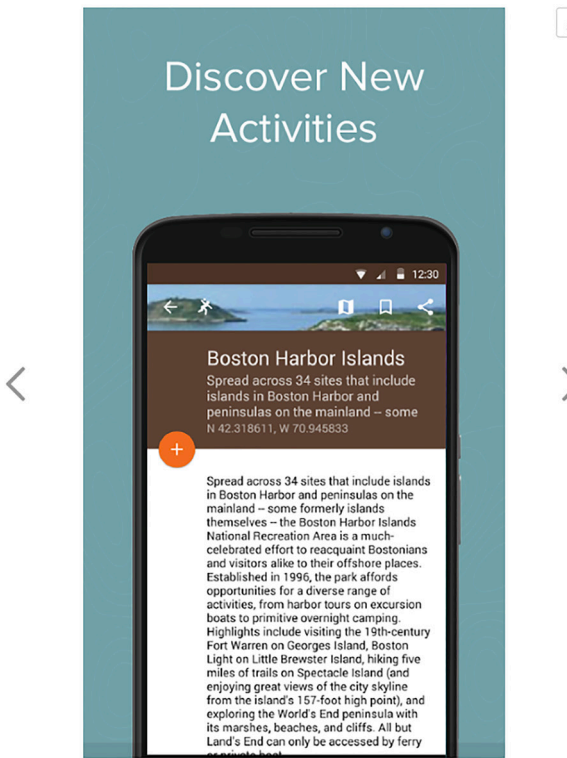 Discover New
Activities
12:30
Boston Harbor Islands
Spread across 34 sites that include
islands in Boston Harbor and
peninsulas on the mainland -- some
N 42.318611, W 70.945833
Spread across 34 sites that include islands
in Boston Harbor and peninsulas on the
mainland -- some formerly islands
themselves -- the Boston Harbor Islands
National Recreation Area is a much-
celebrated effort to reacquaint Bostonians
and visitors alike to their offshore places.
Established in 1996, the park affords
opportunities for a diverse range of
activities, from harbor tours on excursion
boats to primitive overnight camping.
Highlights include visiting the 19th-century
Fort Warren on Georges Island, Boston
Light on Little Brewster Island, hiking five
miles of trails on Spectacle Island (and
enjoying great views of the city skyline
from the island's 157-foot high point), and
exploring the World's End peninsula with
its marshes, beaches, and cliffs. All but
Land's End can only be accessed by ferry
or private boat